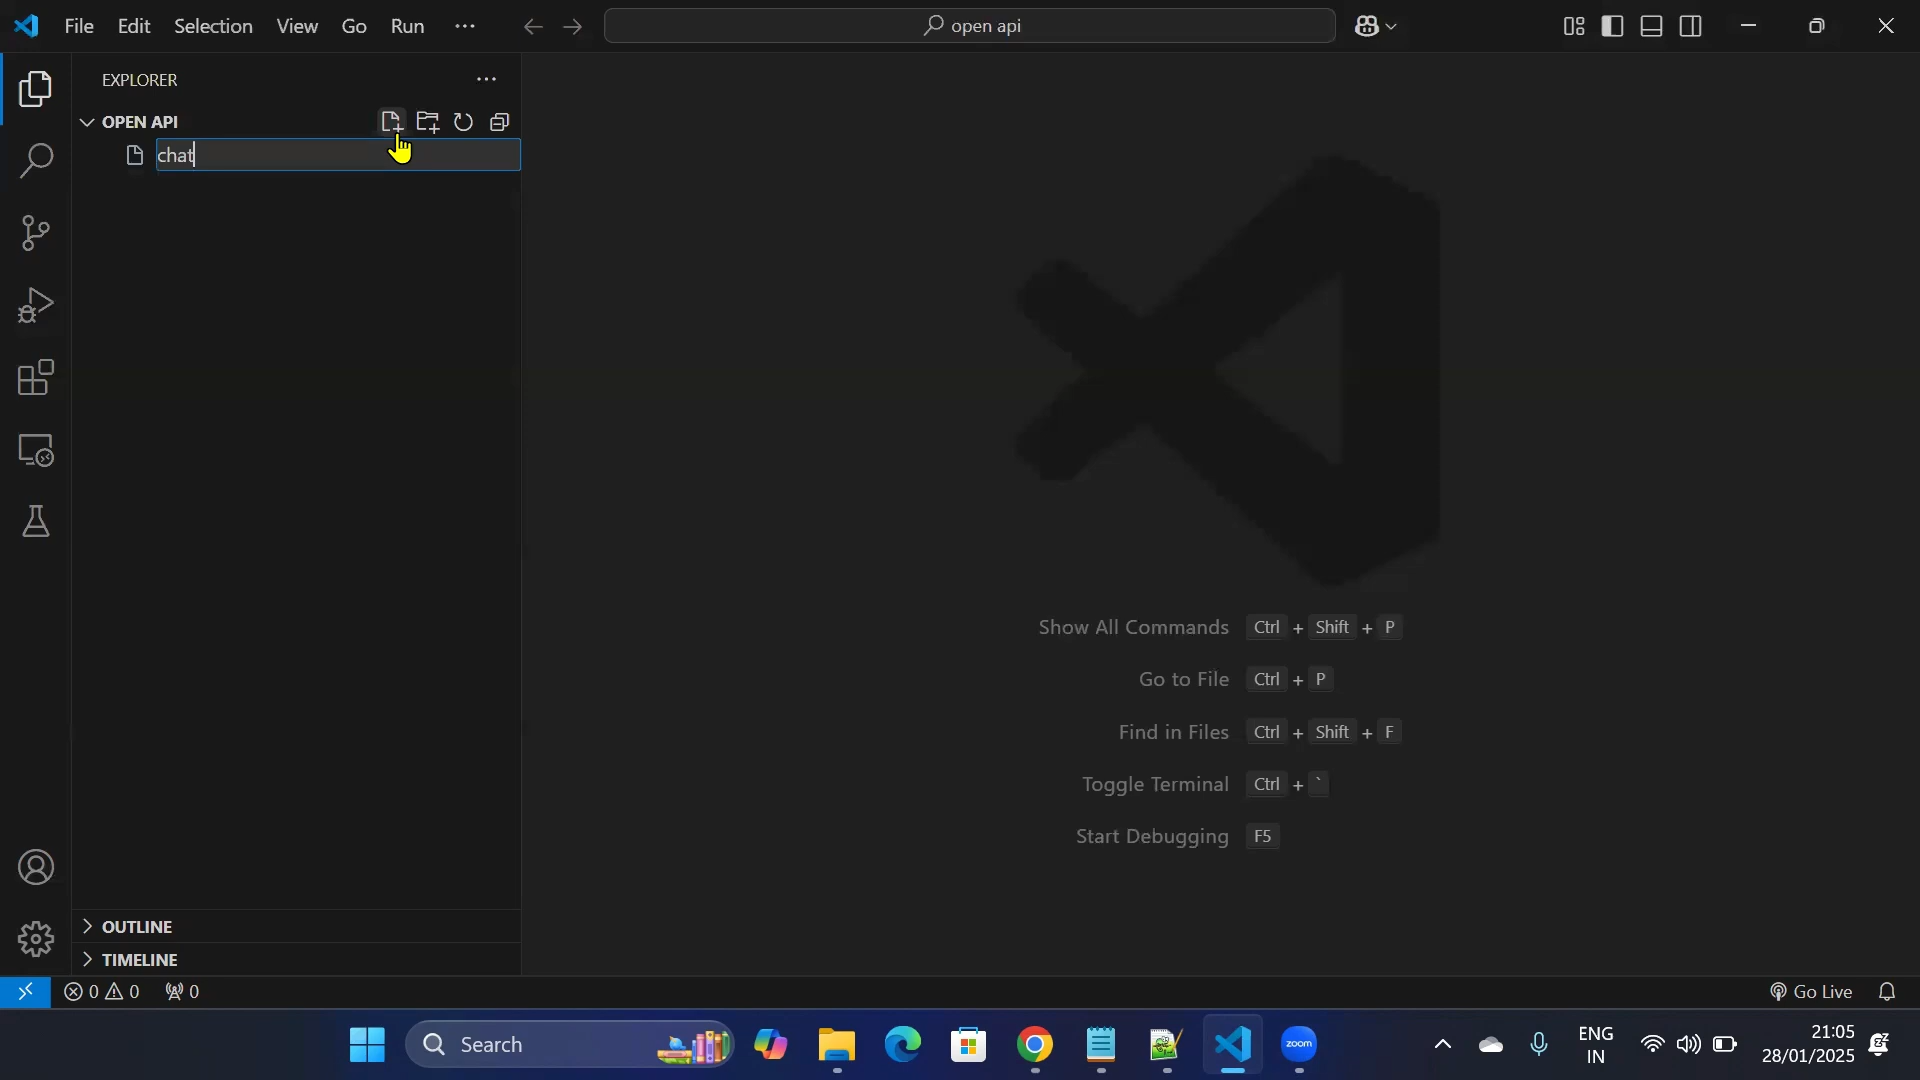 File Edit Selection View Go Run ···
open api
EXPLORER
OPEN API
chat
Show All Commands Ctrl + Shift + P
Go to File Ctrl + P
Find in Files Ctrl + Shift + F
Toggle Terminal Ctrl + `
Start Debugging F5
OUTLINE
TIMELINE
0 0 0
Go Live
Search
zoom
ENG
IN
21:05
28/01/2025